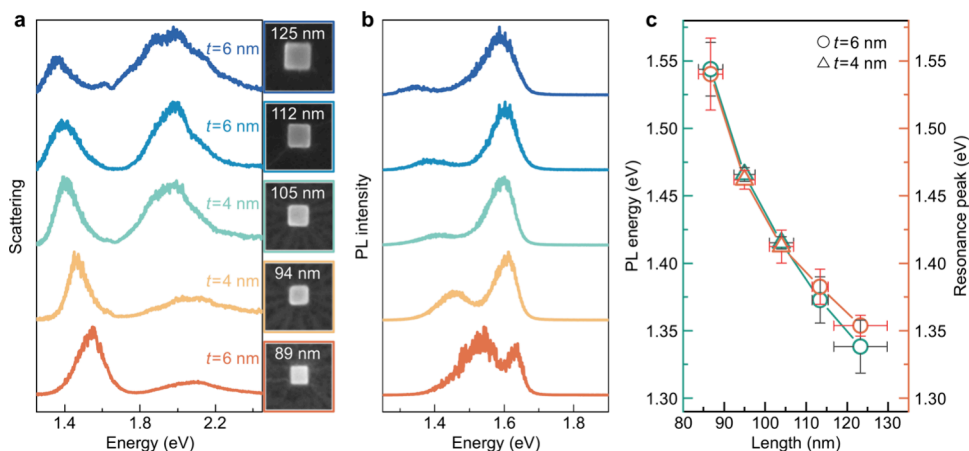 a
Scattering
t=6 nm
125 nm
t=6 nm
112 nm
t=4 nm
105 nm
t=4 nm
94 nm
t=6 nm
89 nm
1.4 1.8 2.2
Energy (eV)
b
PL intensity
1.4 1.6 1.8
Energy (eV)
c
t=6 nm
t=4 nm
PL energy (eV)
1.55
1.50
1.45
1.40
1.35
1.30
80 90 100 110 120 130
Length (nm)
1.55
1.50
1.45
1.40
1.35
1.30
Resonance peak (eV)